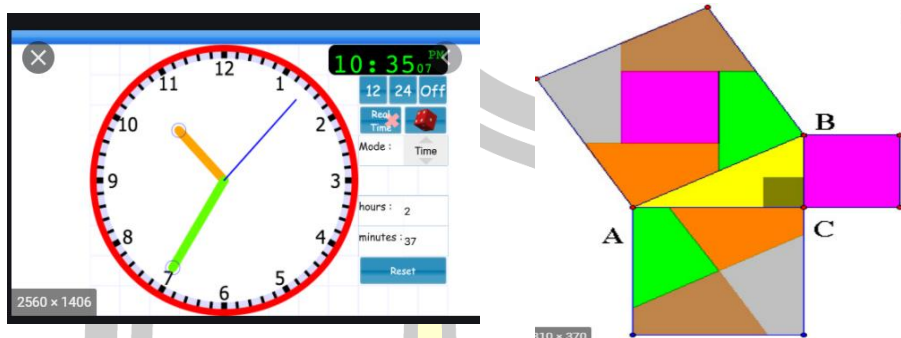 12
11
1
10
2
9
3
8
4
7
5
6
10:35 07 PM
12 24 Off
Real
Time
Mode :
Time
hours : 2
minutes : 37
Reset
2560 × 1406
B
A
C